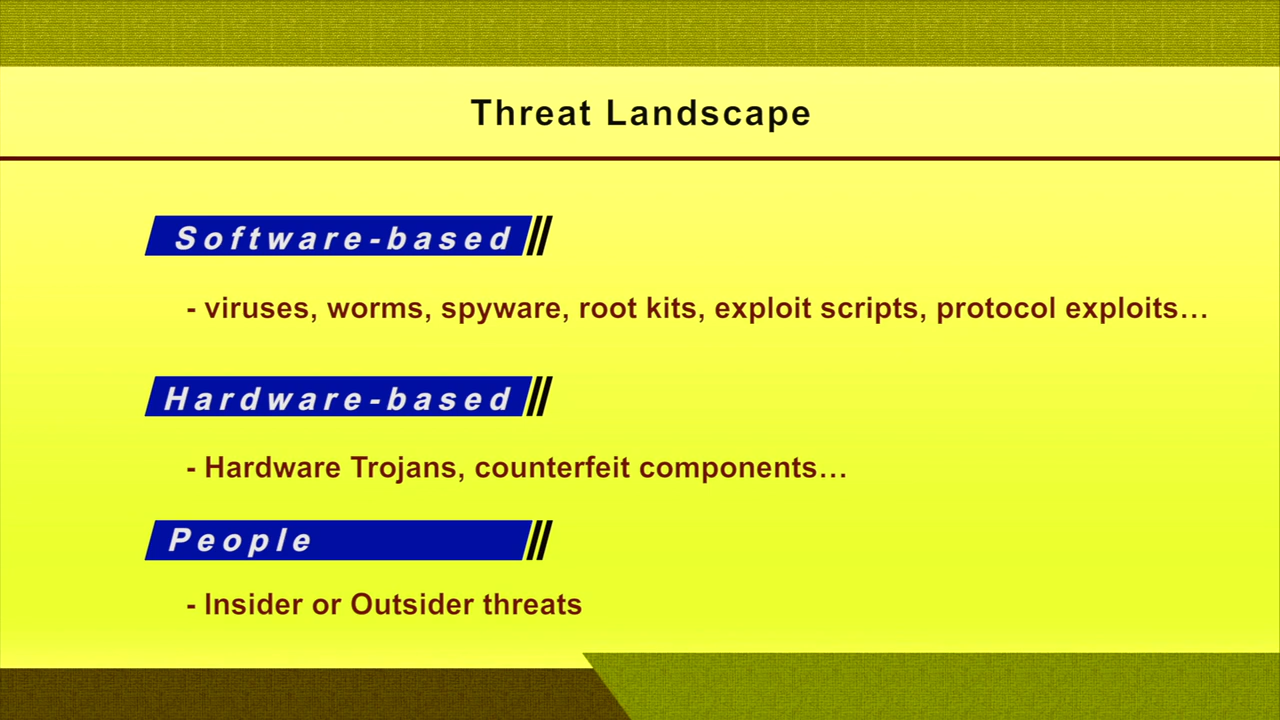 Threat Landscape
Software-based
- viruses, worms, spyware, root kits, exploit scripts, protocol exploits…
Hardware-based
- Hardware Trojans, counterfeit components…
People
- Insider or Outsider threats